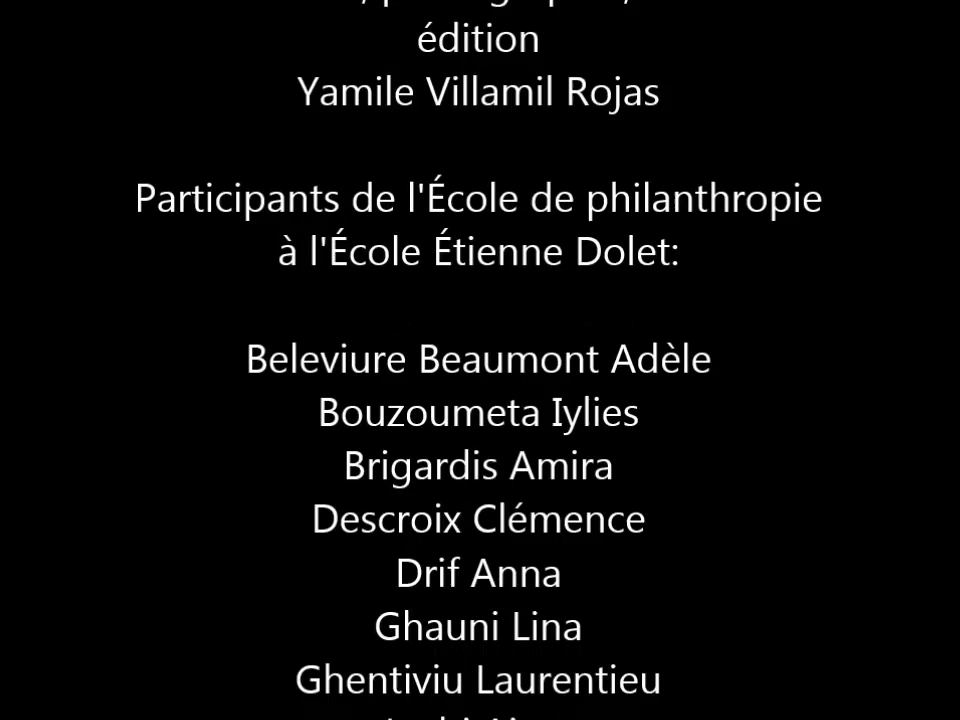 édition
Yamile Villamil Rojas
Participants de l'École de philanthropie
à l'École Étienne Dolet:
Beleviure Beaumont Adèle
Bouzoumeta Iylies
Brigardis Amira
Descroix Clémence
Drif Anna
Ghauni Lina
Ghentiviu Laurentieu